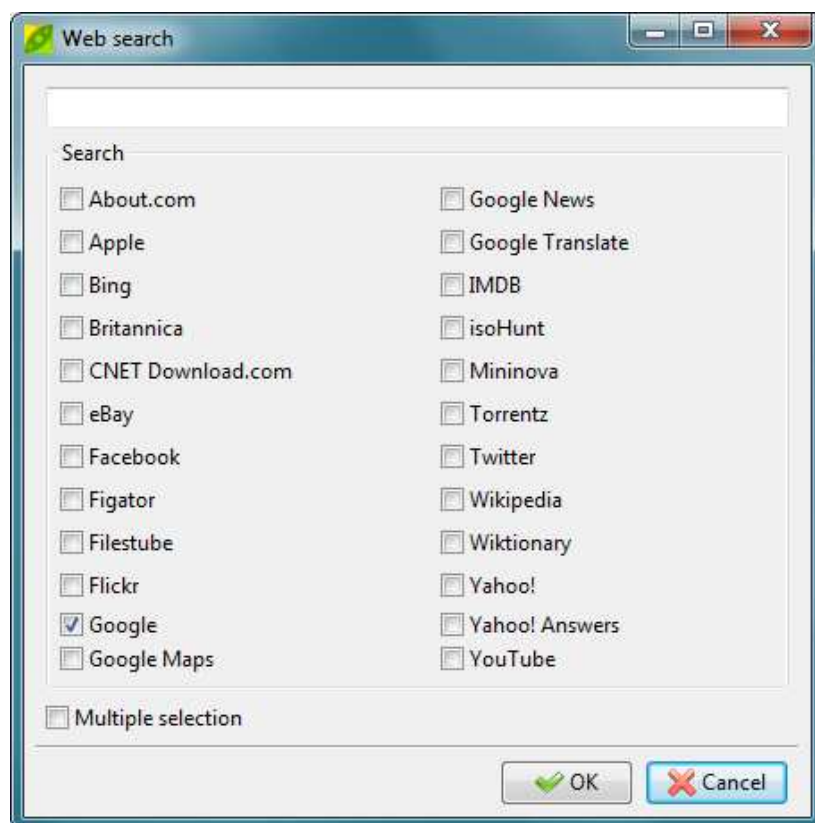 Web search
Search
About.com
Apple
Bing
Britannica
CNET Download.com
eBay
Facebook
Figator
Filestube
Flickr
Google
Google Maps
Google News
Google Translate
IMDB
isoHunt
Mininova
Torrentz
Twitter
Wikipedia
Wiktionary
Yahoo!
Yahoo! Answers
YouTube
Multiple selection
OK
Cancel